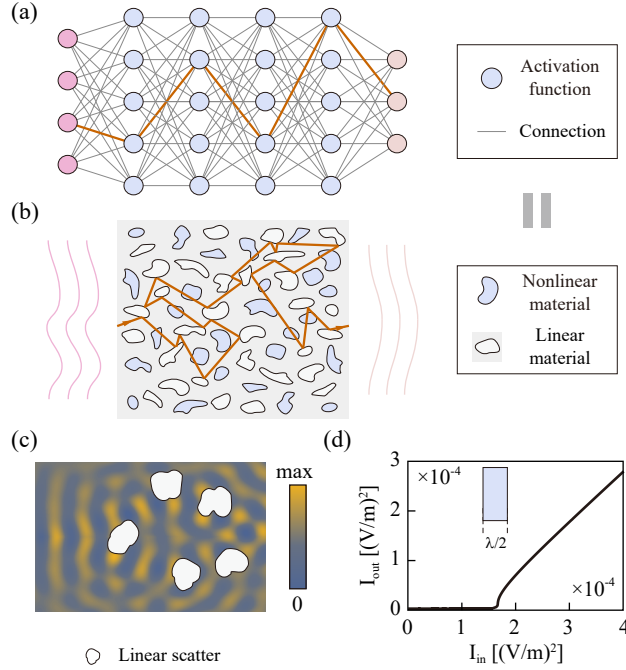 (a)
Activation
function
Connection
(b)
Nonlinear
material
Linear
material
(c)
max
0
Linear scatter
(d)
3
×10⁻⁴
2
λ/2
1
×10⁻⁴
0
0 1 2 3 4
I_out [(V/m)²]
I_in [(V/m)²]